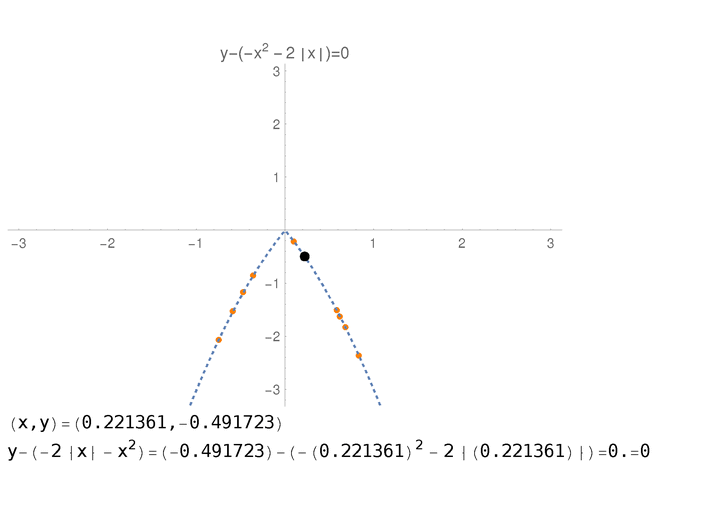 y−(−x² − 2 |x|)=0
3
2
1
−3 −2 −1 1 2 3
−1
−2
−3
(x,y)=(0.221361,−0.491723)
y−(−2 |x| − x²)=(−0.491723)−(−(0.221361)² − 2 |(0.221361)|)=0.=0